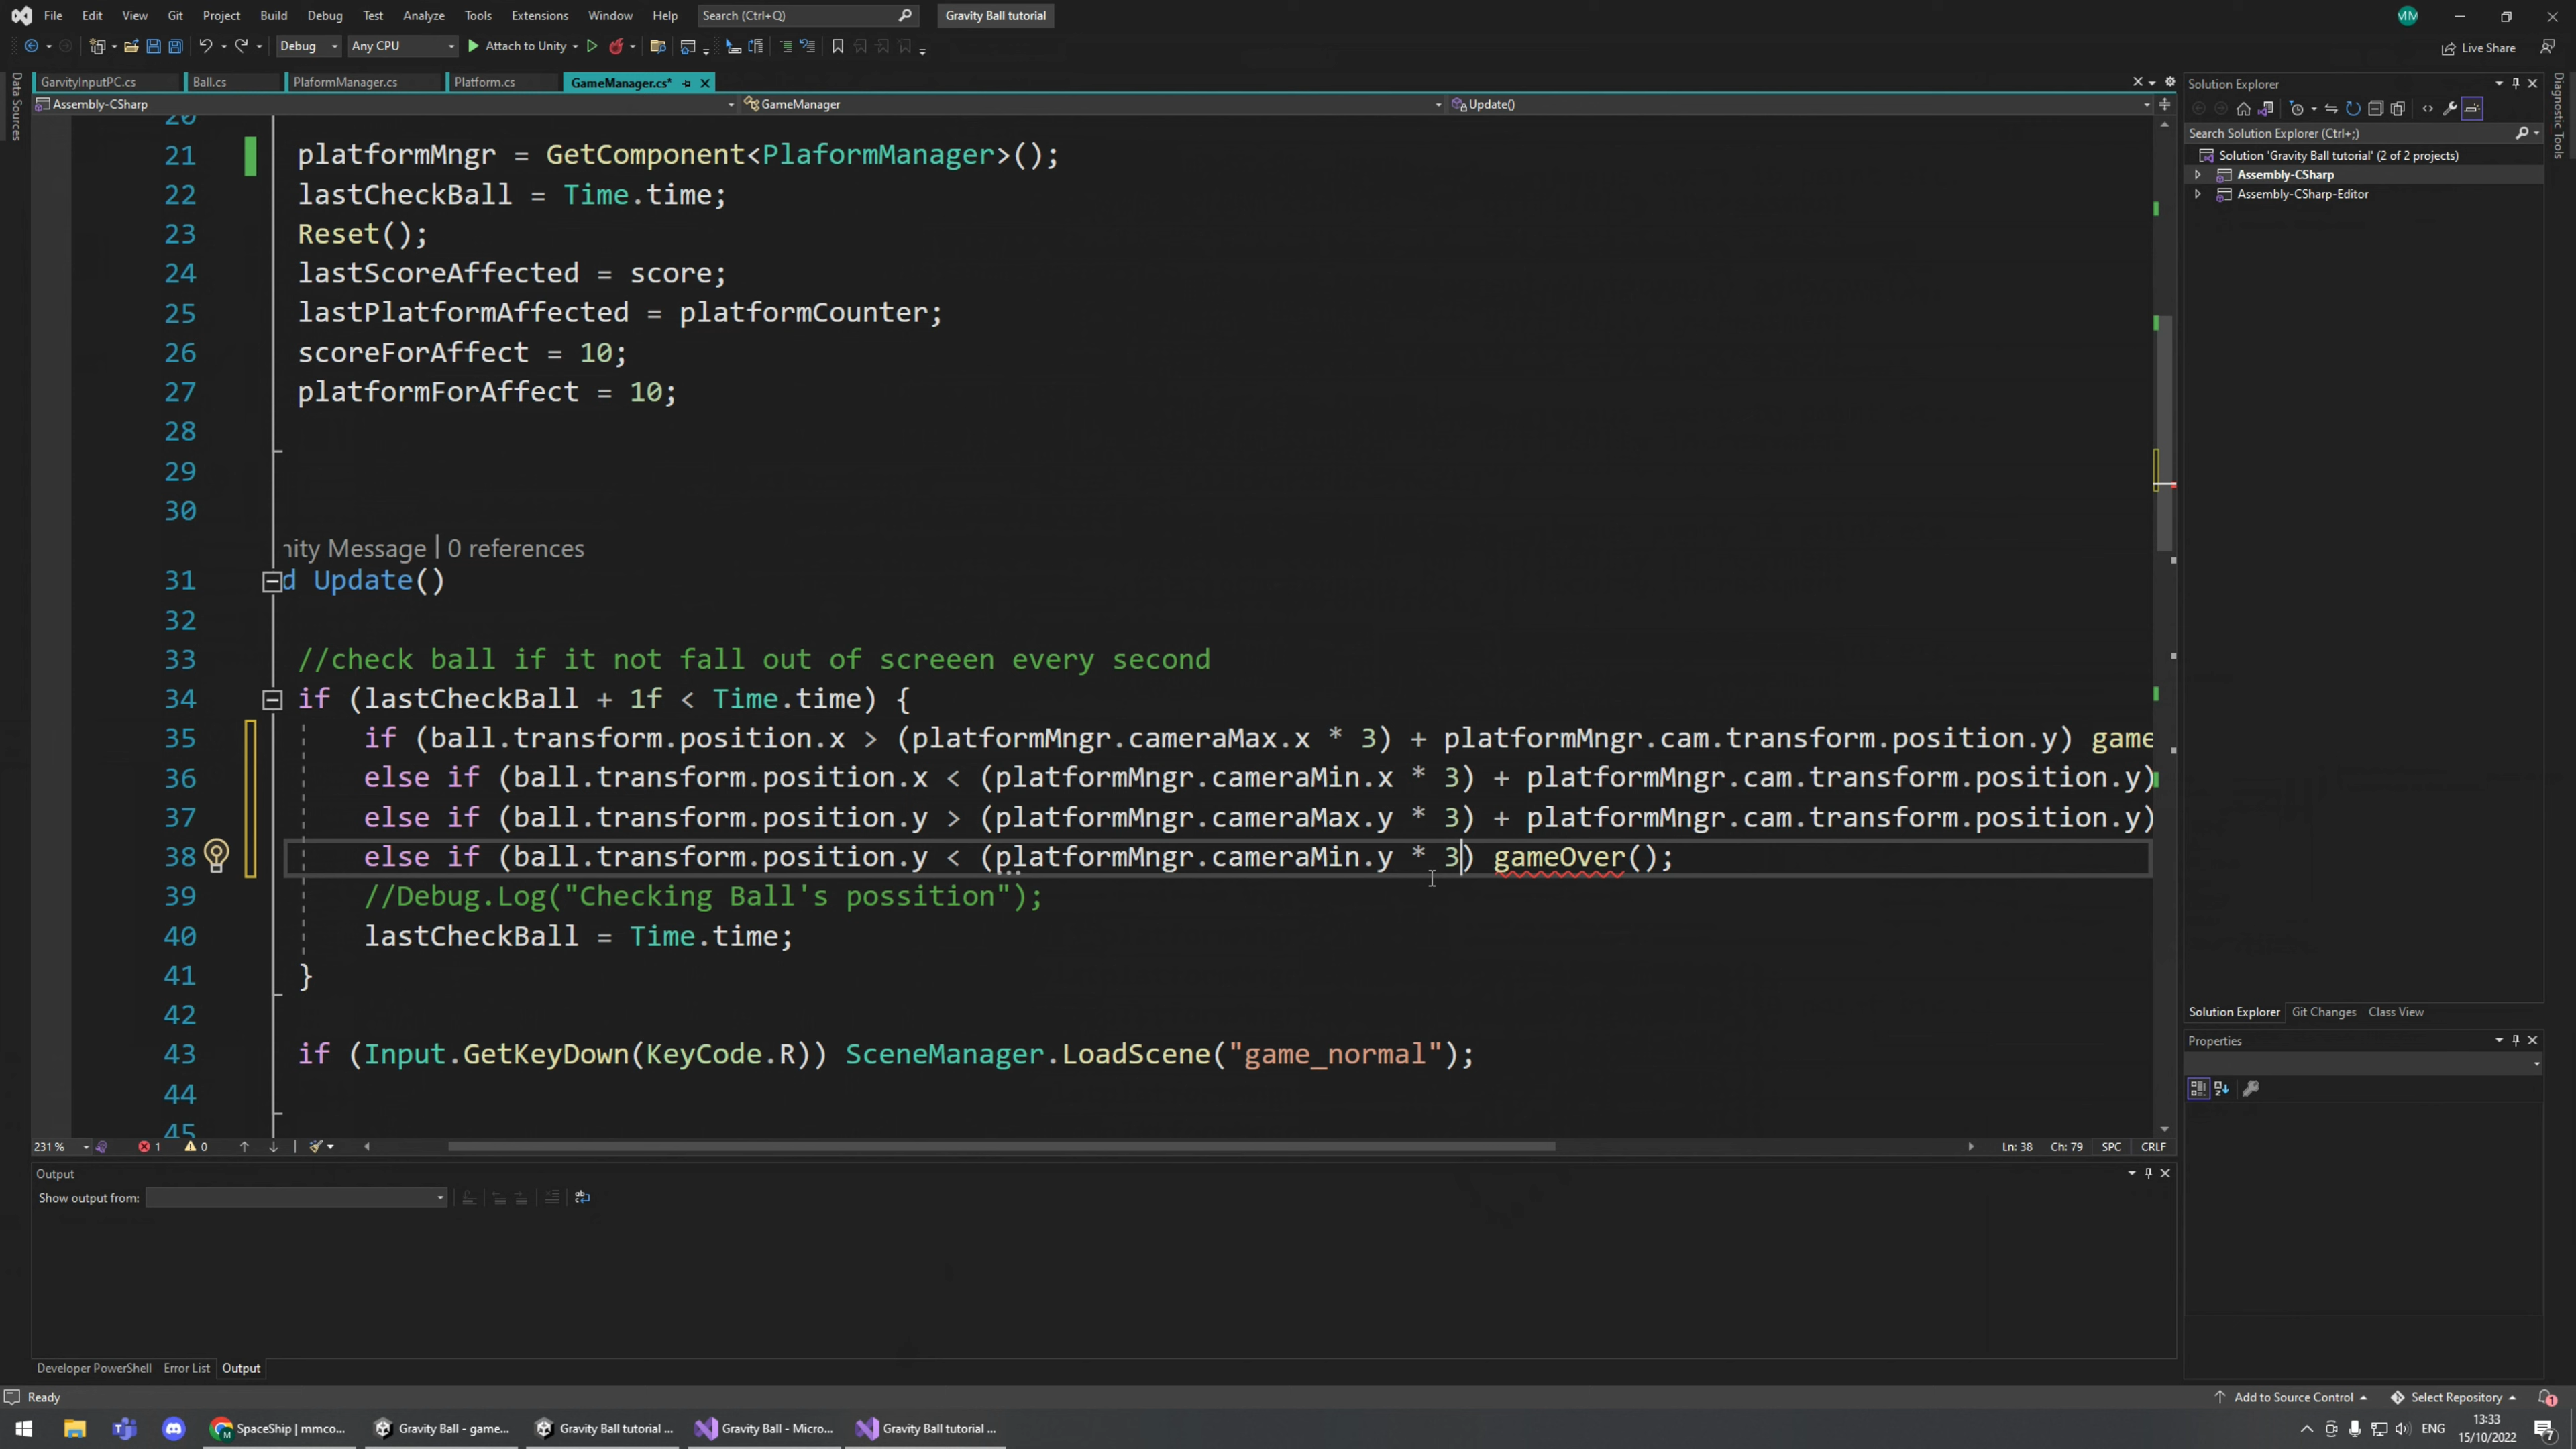 File Edit View Git Project Build Debug Test Analyze Tools Extensions Window Help Search (Ctrl+Q) Gravity Ball tutorial MM
Debug Any CPU Attach to Unity Live Share
GarvityInputPC.cs Ball.cs PlaformManager.cs Platform.cs GameManager.cs*
Assembly-CSharp GameManager Update()
Data Sources
20
21 platformMngr = GetComponent<PlaformManager>();
22 lastCheckBall = Time.time;
23 Reset();
24 lastScoreAffected = score;
25 lastPlatformAffected = platformCounter;
26 scoreForAffect = 10;
27 platformForAffect = 10;
28
29
30
nity Message | 0 references
31 d Update()
32
33 //check ball if it not fall out of screeen every second
34 if (lastCheckBall + 1f < Time.time) {
35 if (ball.transform.position.x > (platformMngr.cameraMax.x * 3) + platformMngr.cam.transform.position.y) game
36 else if (ball.transform.position.x < (platformMngr.cameraMin.x * 3) + platformMngr.cam.transform.position.y)
37 else if (ball.transform.position.y > (platformMngr.cameraMax.y * 3) + platformMngr.cam.transform.position.y)
38 else if (ball.transform.position.y < (platformMngr.cameraMin.y * 3) gameOver();
39 //Debug.Log("Checking Ball's possition");
40 lastCheckBall = Time.time;
41 }
42
43 if (Input.GetKeyDown(KeyCode.R)) SceneManager.LoadScene("game_normal");
44
45
231 % 1 0 Ln: 38 Ch: 79 SPC CRLF
Output
Show output from:
Developer PowerShell Error List Output
Solution Explorer
Search Solution Explorer (Ctrl+;)
Solution 'Gravity Ball tutorial' (2 of 2 projects)
Assembly-CSharp
Assembly-CSharp-Editor
Solution Explorer Git Changes Class View
Properties
Diagnostic Tools
Ready Add to Source Control Select Repository 1
SpaceShip | mmco... Gravity Ball - game... Gravity Ball tutorial ... Gravity Ball - Micro... Gravity Ball tutorial ... ENG 13:33
15/10/2022 7